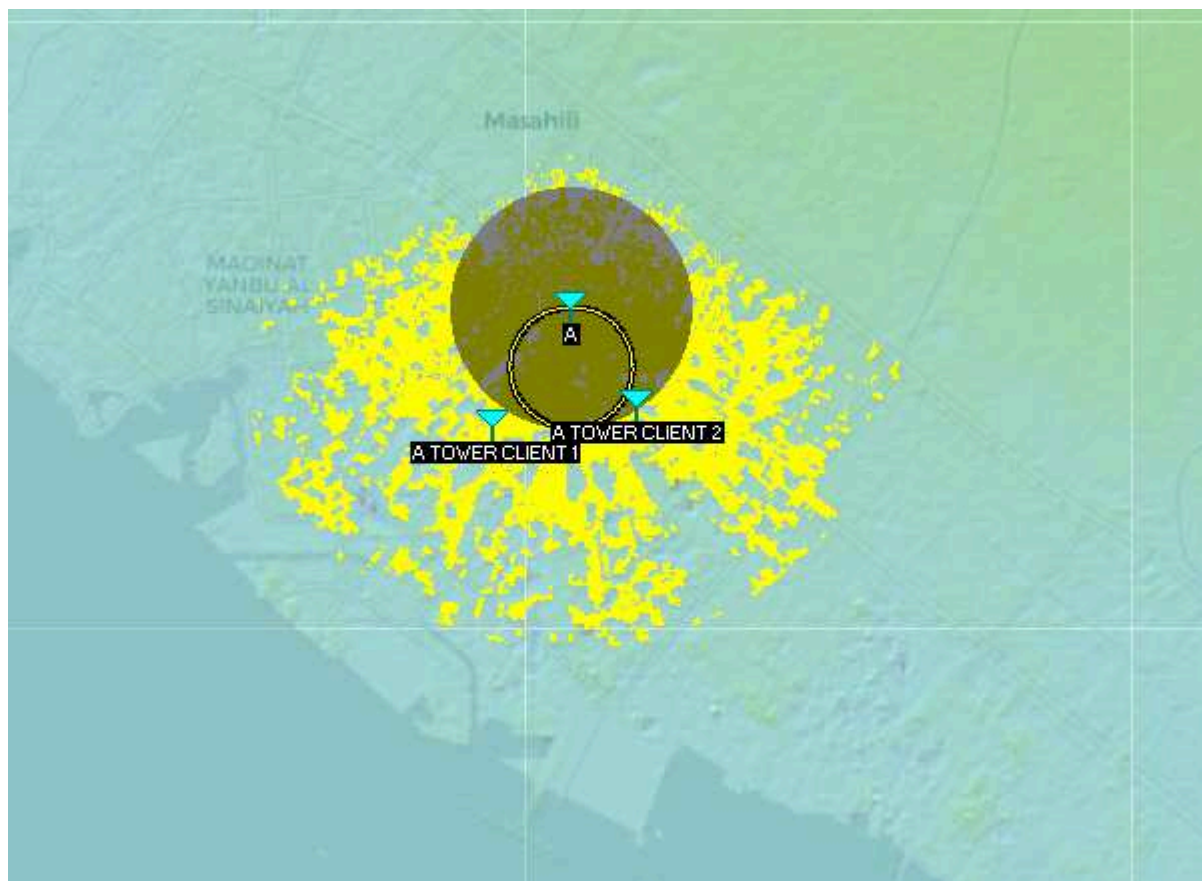 Masahili
MADINAT
YANBU AL
SINAIYAH
A
A TOWER CLIENT 2
A TOWER CLIENT 1